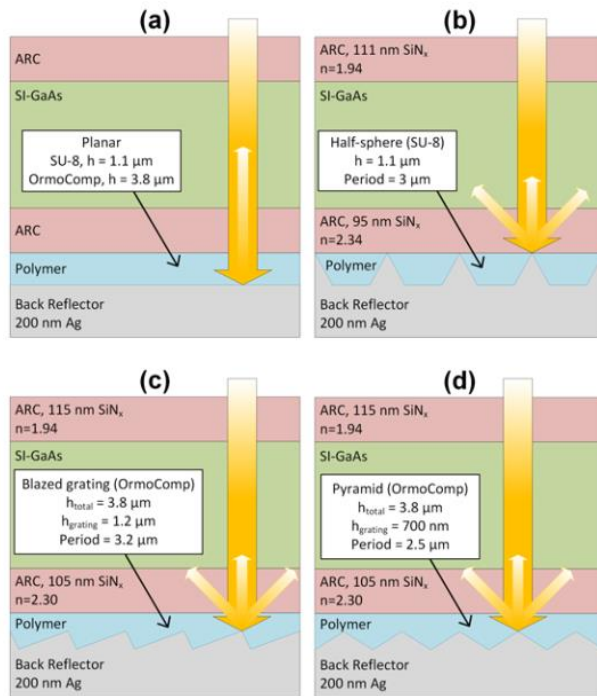 (a)
ARC
SI-GaAs
Planar
SU-8, h = 1.1 μm
OrmoComp, h = 3.8 μm
ARC
Polymer
Back Reflector
200 nm Ag
(b)
ARC, 111 nm SiNₓ
n=1.94
SI-GaAs
Half-sphere (SU-8)
h = 1.1 μm
Period = 3 μm
ARC, 95 nm SiNₓ
n=2.34
Polymer
Back Reflector
200 nm Ag
(c)
ARC, 115 nm SiNₓ
n=1.94
SI-GaAs
Blazed grating (OrmoComp)
h_total = 3.8 μm
h_grating = 1.2 μm
Period = 3.2 μm
ARC, 105 nm SiNₓ
n=2.30
Polymer
Back Reflector
200 nm Ag
(d)
ARC, 115 nm SiNₓ
n=1.94
SI-GaAs
Pyramid (OrmoComp)
h_total = 3.8 μm
h_grating = 700 nm
Period = 2.5 μm
ARC, 105 nm SiNₓ
n=2.30
Polymer
Back Reflector
200 nm Ag